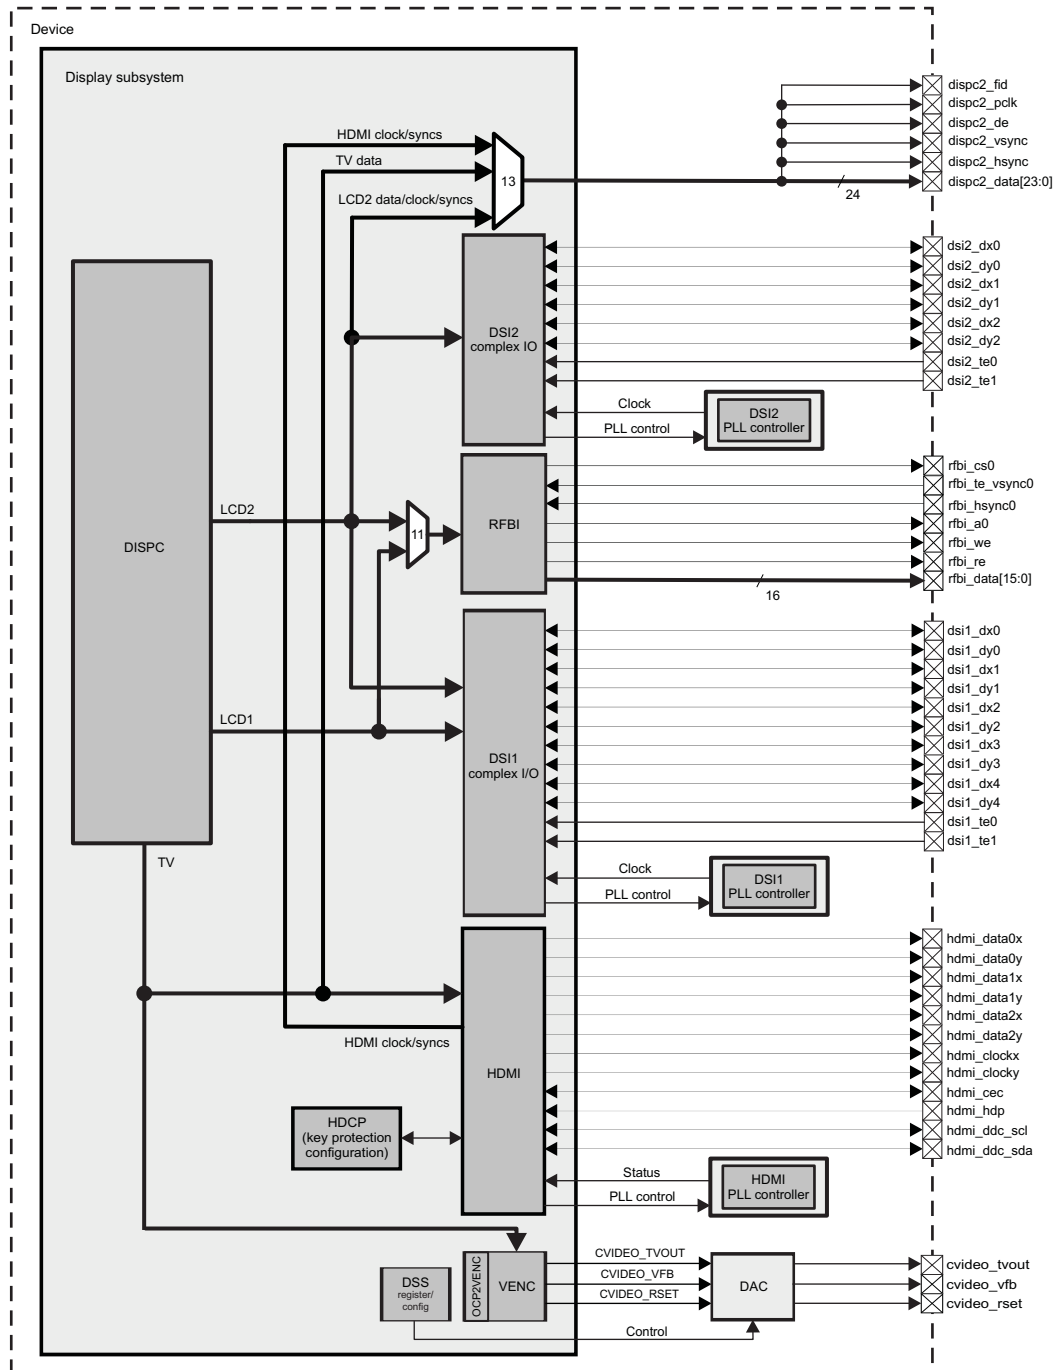 Device
Display subsystem
HDMI clock/syncs
TV data
LCD2 data/clock/syncs
13
24
dispc2_fid
dispc2_pclk
dispc2_de
dispc2_vsync
dispc2_hsync
dispc2_data[23:0]
DISPC
LCD2
LCD1
TV
DSI2
complex IO
dsi2_dx0
dsi2_dy0
dsi2_dx1
dsi2_dy1
dsi2_dx2
dsi2_dy2
dsi2_te0
dsi2_te1
Clock
PLL control
DSI2
PLL controller
11
RFBI
rfbi_cs0
rfbi_te_vsync0
rfbi_hsync0
rfbi_a0
rfbi_we
rfbi_re
rfbi_data[15:0]
16
DSI1
complex I/O
dsi1_dx0
dsi1_dy0
dsi1_dx1
dsi1_dy1
dsi1_dx2
dsi1_dy2
dsi1_dx3
dsi1_dy3
dsi1_dx4
dsi1_dy4
dsi1_te0
dsi1_te1
Clock
PLL control
DSI1
PLL controller
HDMI clock/syncs
HDMI
hdmi_data0x
hdmi_data0y
hdmi_data1x
hdmi_data1y
hdmi_data2x
hdmi_data2y
hdmi_clockx
hdmi_clocky
hdmi_cec
hdmi_hdp
hdmi_ddc_scl
hdmi_ddc_sda
HDCP
(key protection
configuration)
Status
PLL control
HDMI
PLL controller
DSS
register/
config
OCP2VENC
VENC
CVIDEO_TVOUT
CVIDEO_VFB
CVIDEO_RSET
Control
DAC
cvideo_tvout
cvideo_vfb
cvideo_rset